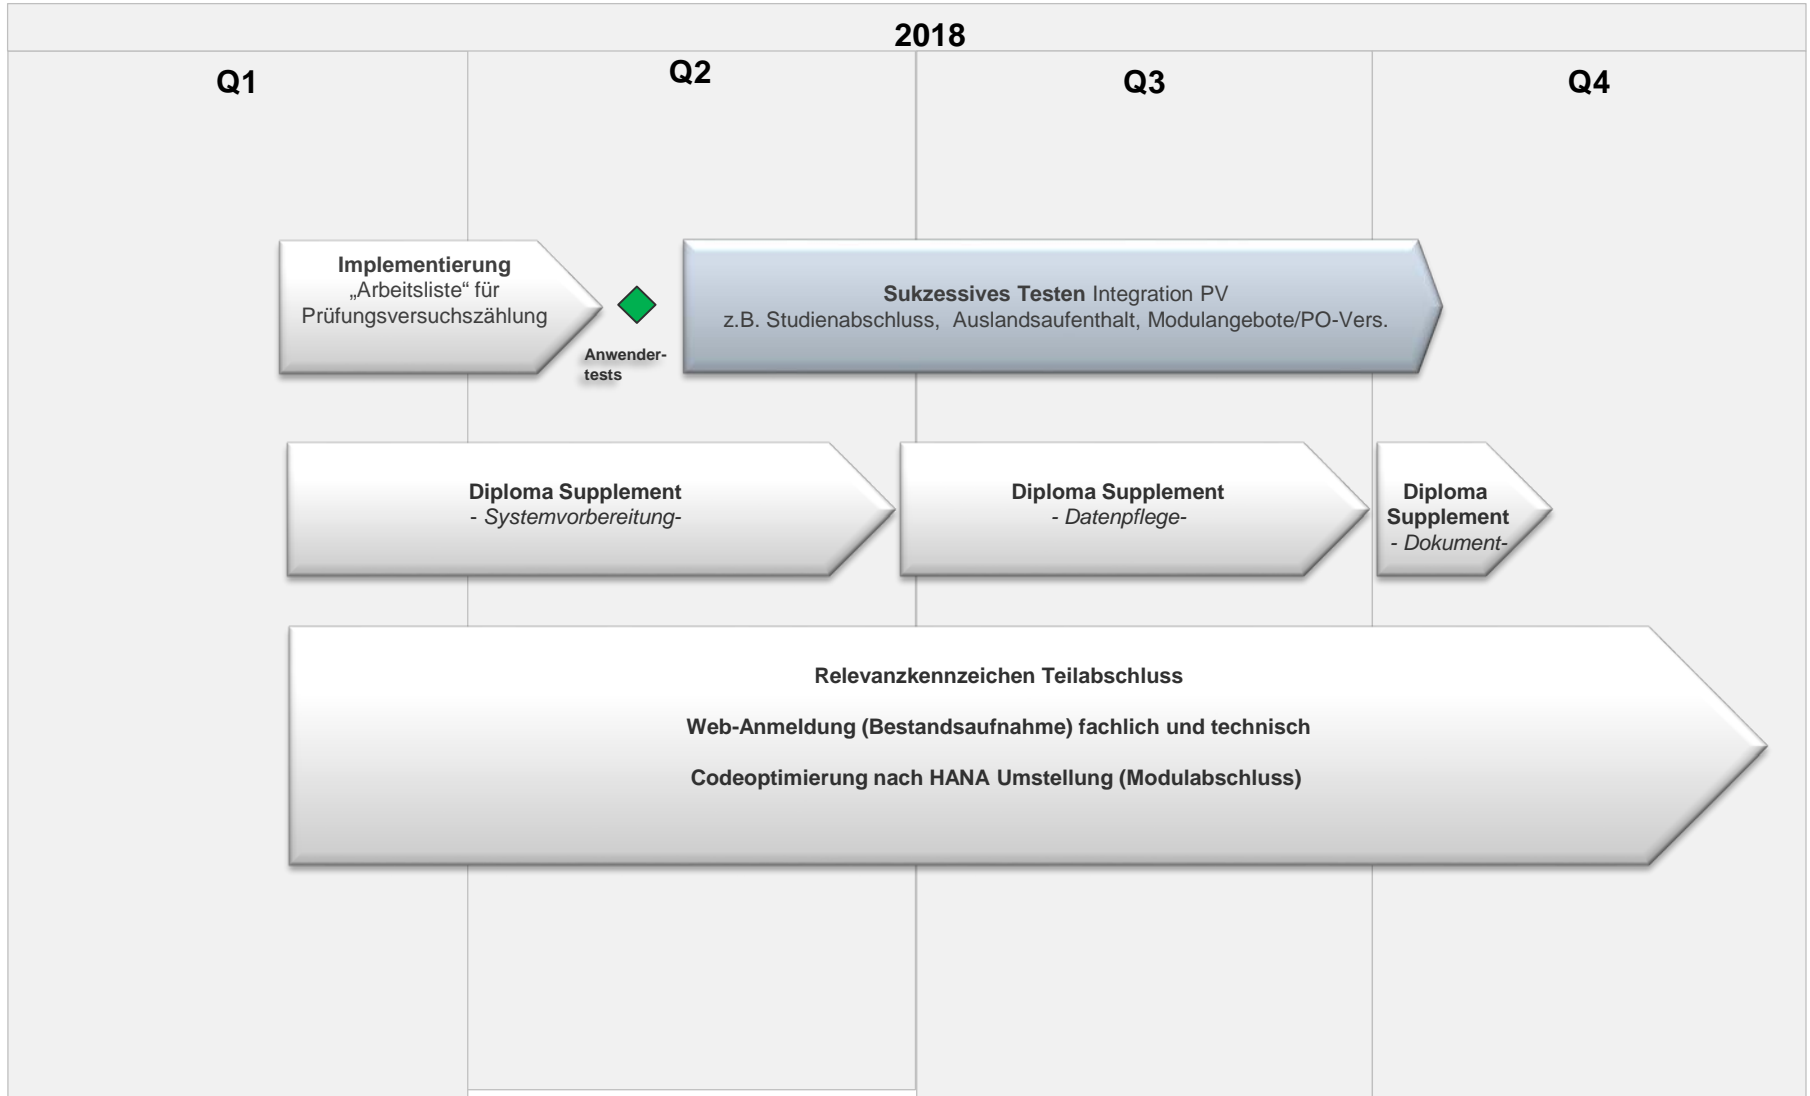 2018
Q1
Q2
Q3
Q4
Implementierung
„Arbeitsliste“ für
Prüfungsversuchszählung
Anwender-
tests
Sukzessives Testen Integration PV
z.B. Studienabschluss,  Auslandsaufenthalt, Modulangebote/PO-Vers.
Diploma Supplement
- Systemvorbereitung-
Diploma Supplement
- Datenpflege-
Diploma
Supplement
- Dokument-
Relevanzkennzeichen Teilabschluss
Web-Anmeldung (Bestandsaufnahme) fachlich und technisch
Codeoptimierung nach HANA Umstellung (Modulabschluss)